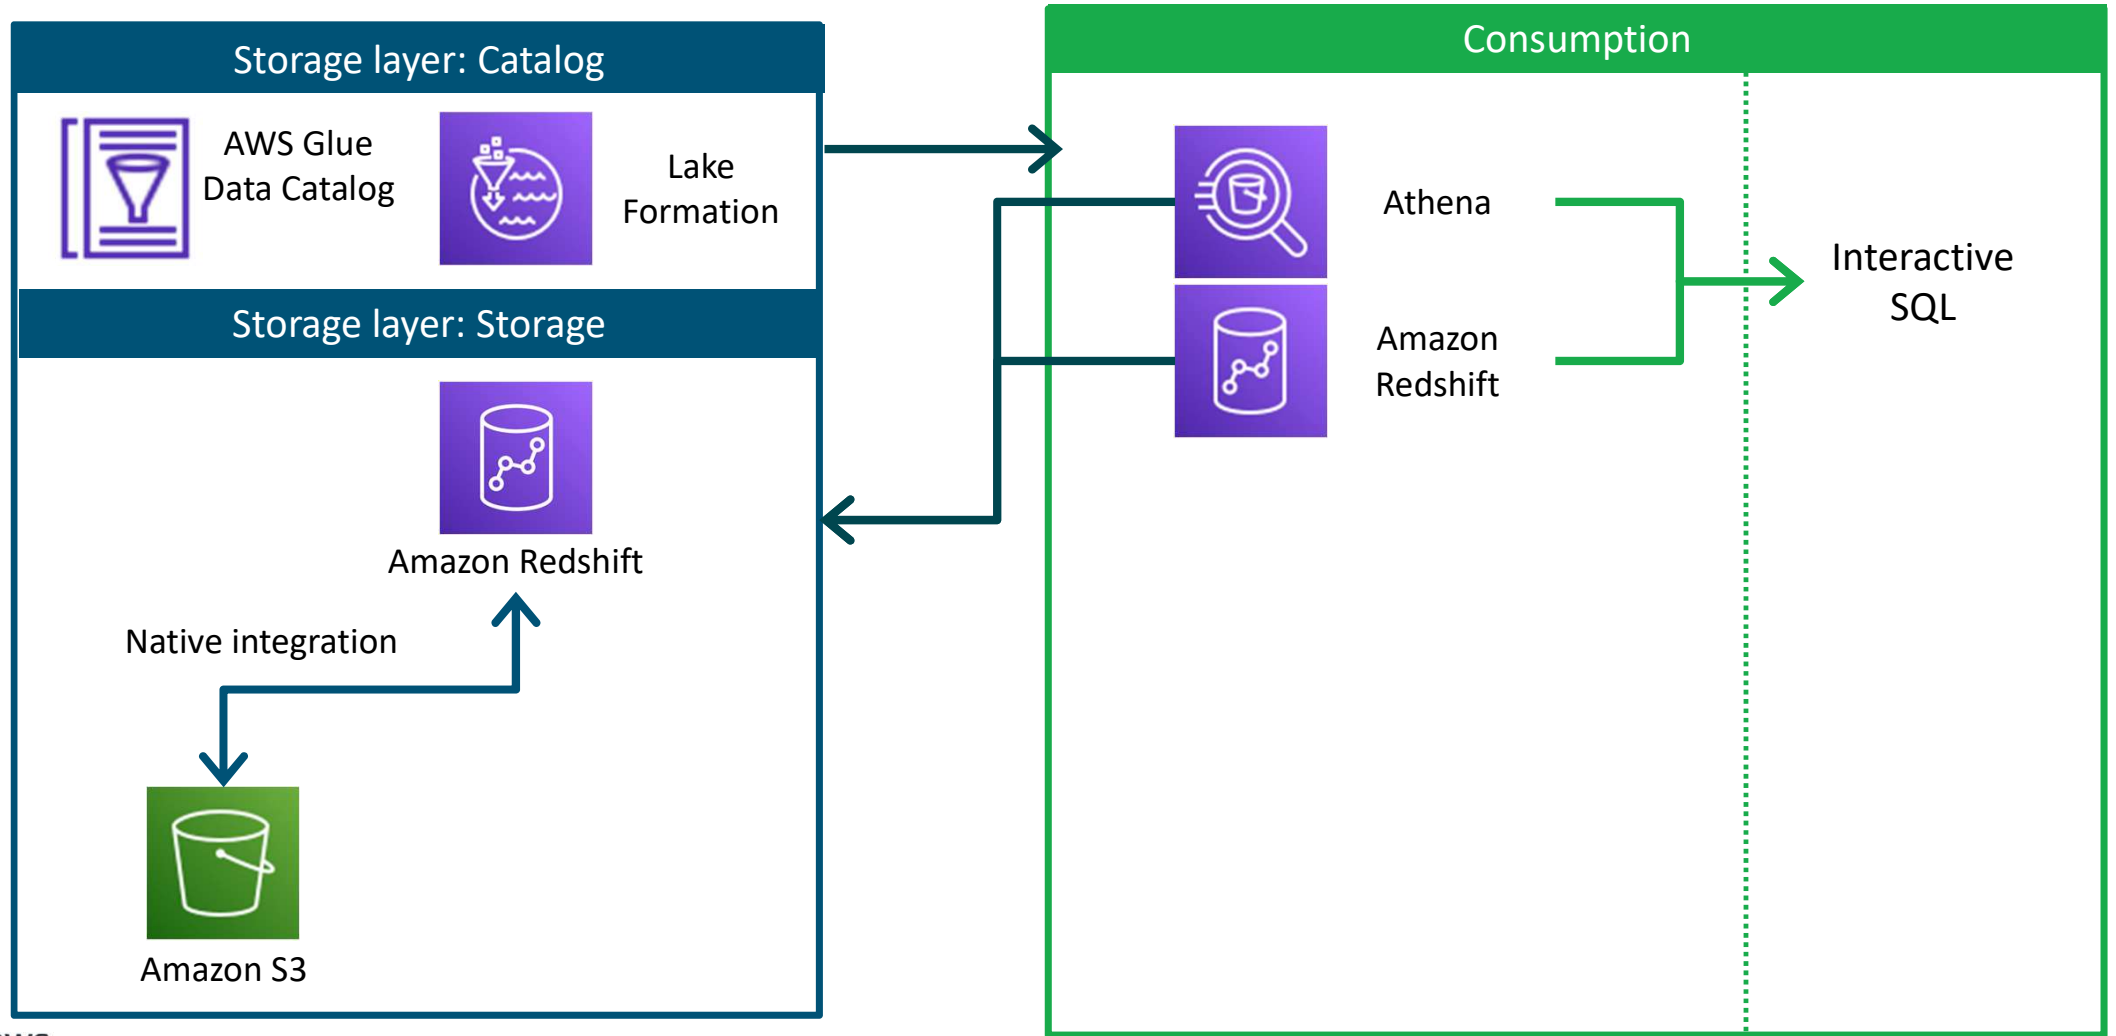 Storage layer: Catalog
AWS Glue
Data Catalog
Lake
Formation
Storage layer: Storage
Amazon Redshift
Native integration
Amazon S3
Consumption
Athena
Amazon
Redshift
Interactive
SQL